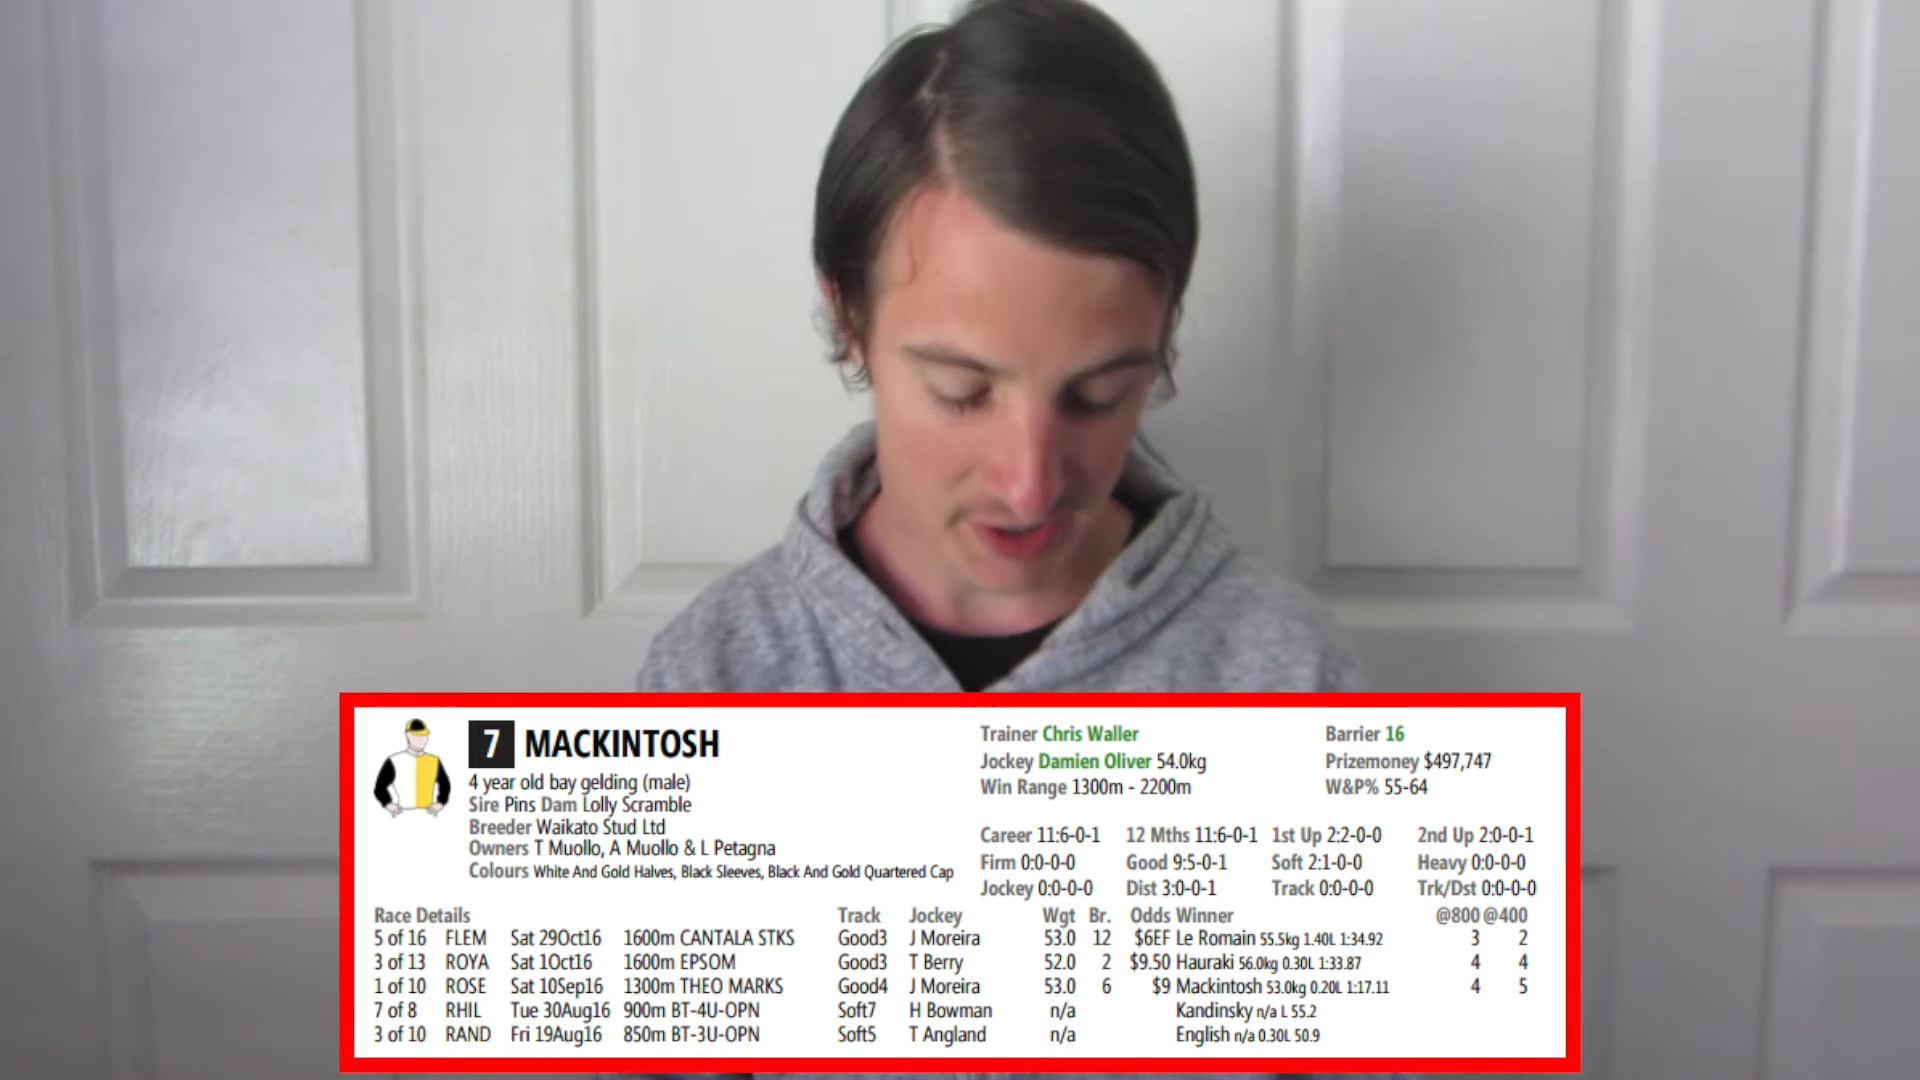 7 MACKINTOSH
4 year old bay gelding (male)
Sire Pins Dam Lolly Scramble
Breeder Waikato Stud Ltd
Owners T Muollo, A Muollo & L Petagna
Colours White And Gold Halves, Black Sleeves, Black And Gold Quartered Cap
Trainer Chris Waller Barrier 16
Jockey Damien Oliver 54.0kg Prizemoney $497,747
Win Range 1300m - 2200m W&P% 55-64
Career 11:6-0-1 12 Mths 11:6-0-1 1st Up 2:2-0-0 2nd Up 2:0-0-1
Firm 0:0-0-0 Good 9:5-0-1 Soft 2:1-0-0 Heavy 0:0-0-0
Jockey 0:0-0-0 Dist 3:0-0-1 Track 0:0-0-0 Trk/Dst 0:0-0-0
Race Details Track Jockey Wgt Br. Odds Winner @800 @400
5 of 16 FLEM Sat 29Oct16 1600m CANTALA STKS Good3 J Moreira 53.0 12 $6EF Le Romain 55.5kg 1.40L 1:34.92 3 2
3 of 13 ROYA Sat 1Oct16 1600m EPSOM Good3 T Berry 52.0 2 $9.50 Hauraki 56.0kg 0.30L 1:33.87 4 4
1 of 10 ROSE Sat 10Sep16 1300m THEO MARKS Good4 J Moreira 53.0 6 $9 Mackintosh 53.0kg 0.20L 1:17.11 4 5
7 of 8 RHIL Tue 30Aug16 900m BT-4U-OPN Soft7 H Bowman n/a Kandinsky n/a L 55.2
3 of 10 RAND Fri 19Aug16 850m BT-3U-OPN Soft5 T Angland n/a English n/a 0.30L 50.9